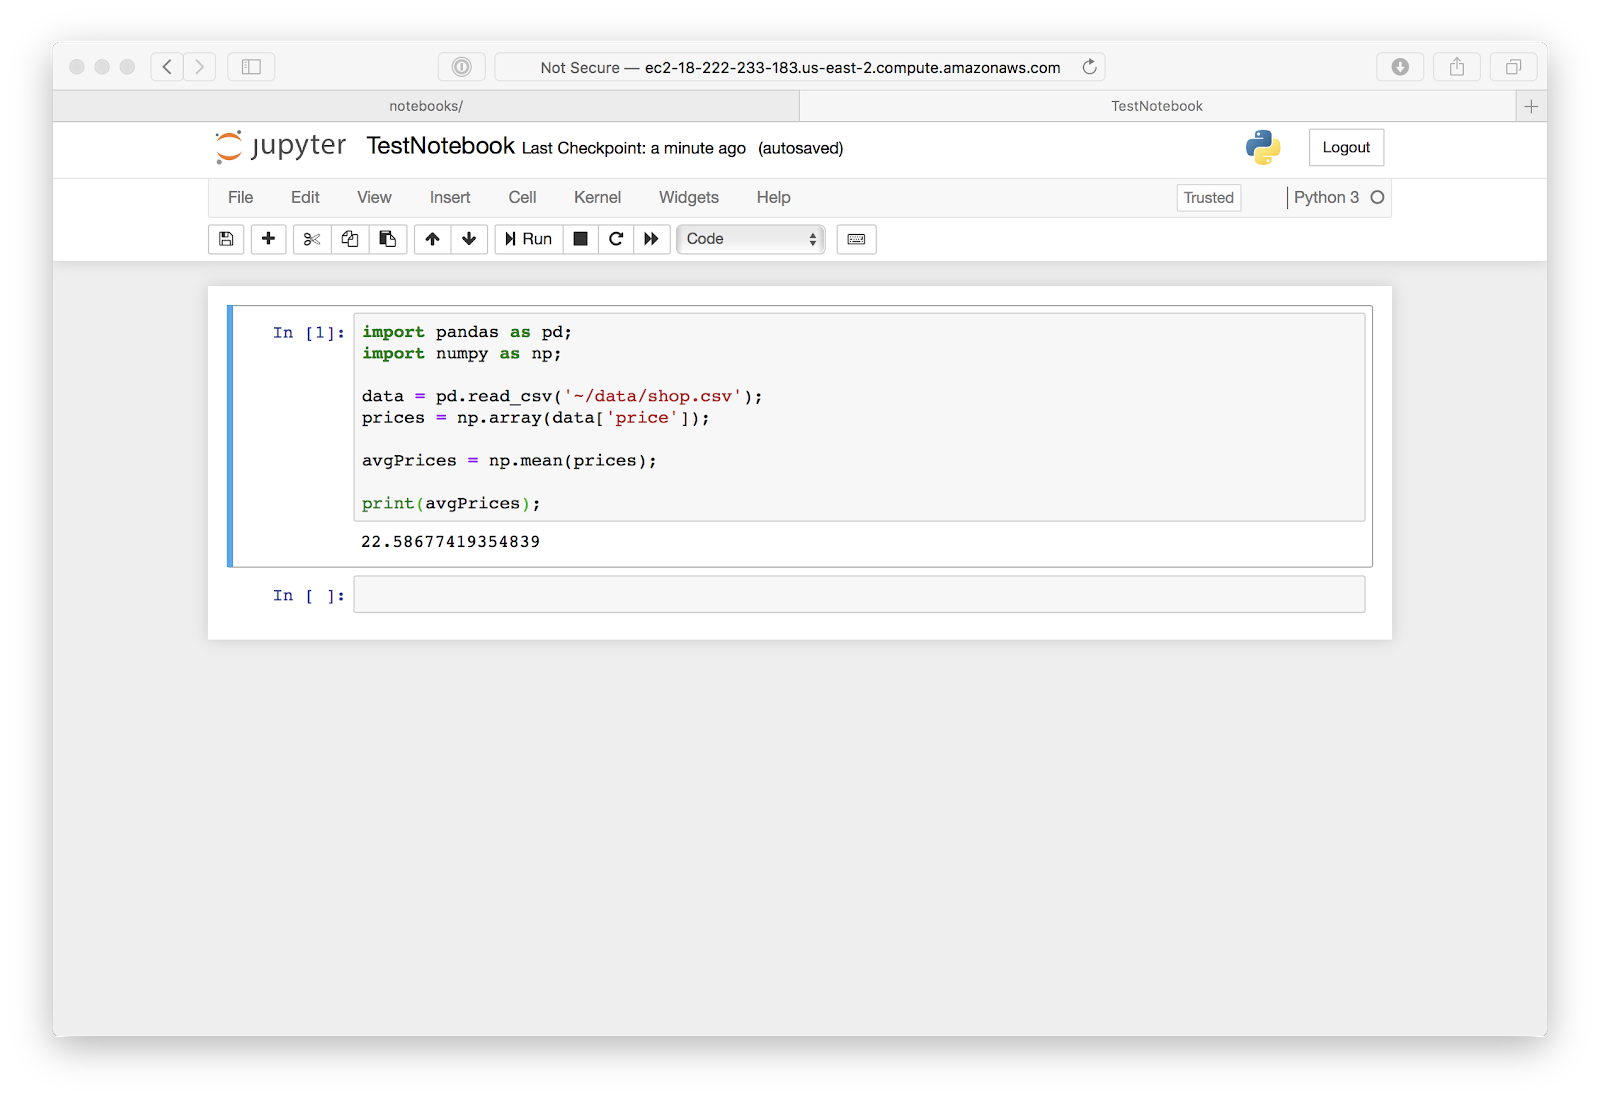 Not Secure — ec2-18-222-233-183.us-east-2.compute.amazonaws.com
notebooks/ TestNotebook
jupyter TestNotebook Last Checkpoint: a minute ago (autosaved) Logout
File Edit View Insert Cell Kernel Widgets Help Trusted Python 3
Run Code
In [1]: import pandas as pd;
import numpy as np;
data = pd.read_csv('~/data/shop.csv');
prices = np.array(data['price']);
avgPrices = np.mean(prices);
print(avgPrices);
22.58677419354839
In [ ]: